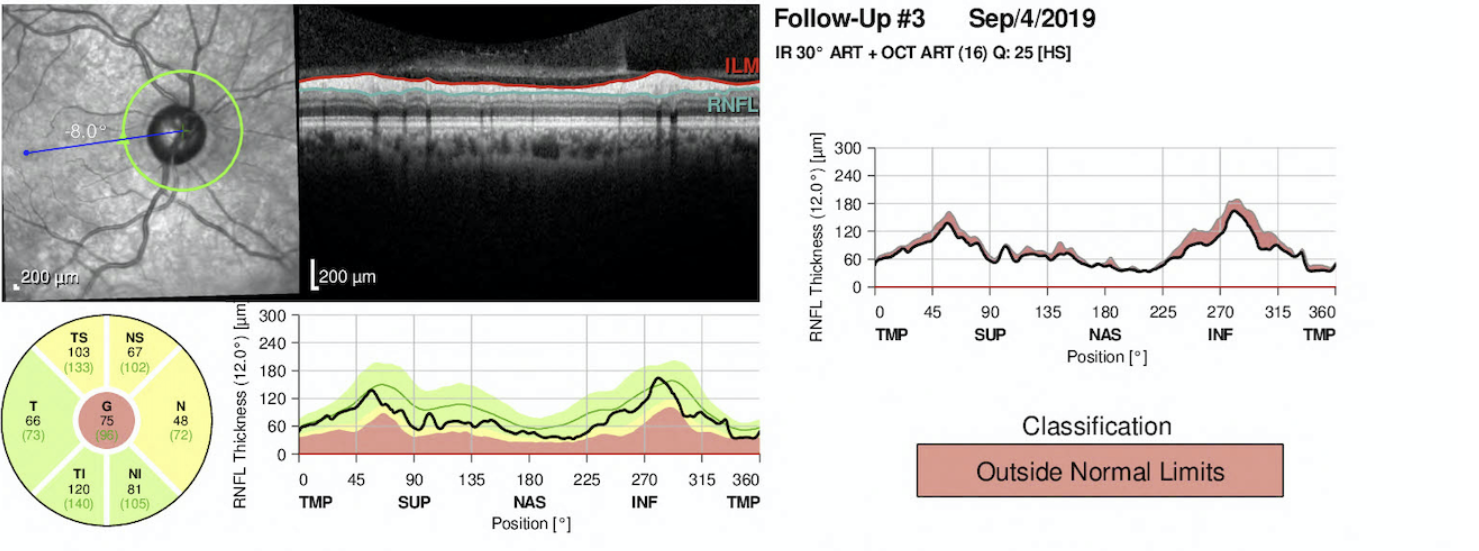 Follow-Up #3 Sep/4/2019
IR 30° ART + OCT ART (16) Q: 25 [HS]
-8.0°
200 µm
ILM
RNFL
200 µm
RNFL Thickness (12.0°) [µm]
300
240
180
120
60
0
0 45 90 135 180 225 270 315 360
TMP SUP NAS INF TMP
Position [°]
TS
103
(133)
NS
67
(102)
T
66
(73)
G
75
(96)
N
48
(72)
TI
120
(140)
NI
81
(105)
RNFL Thickness (12.0°) [µm]
300
240
180
120
60
0
0 45 90 135 180 225 270 315 360
TMP SUP NAS INF TMP
Position [°]
Classification
Outside Normal Limits